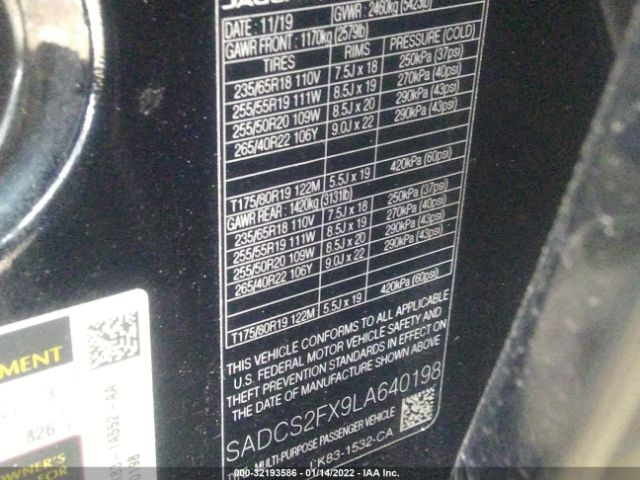 DATE : 11/19
GVWR : 2460kg (5423lb)
GAWR FRONT : 1170kg (2579lb)
TIRES RIMS PRESSURE (COLD)
235/65R18 110V 7.5J x 18 250kPa (37psi)
255/55R19 111W 8.5J x 19 270kPa (40psi)
255/50R20 109W 8.5J x 20 290kPa (43psi)
265/40R22 106Y 9.0J x 22 290kPa (43psi)
T175/80R19 122M 5.5J x 19 420kPa (60psi)
GAWR REAR : 1420kg (3131lb)
235/65R18 110V 7.5J x 18 250kPa (37psi)
255/55R19 111W 8.5J x 19 270kPa (40psi)
255/50R20 109W 8.5J x 20 290kPa (43psi)
265/40R22 106Y 9.0J x 22 290kPa (43psi)
T175/80R19 122M 5.5J x 19 420kPa (60psi)
THIS VEHICLE CONFORMS TO ALL APPLICABLE
U.S. FEDERAL MOTOR VEHICLE SAFETY AND
THEFT PREVENTION STANDARDS IN EFFECT ON
THE DATE OF MANUFACTURE SHOWN ABOVE
SADCS2FX9LA640198
MULTI-PURPOSE PASSENGER VEHICLE
LK83-1532-CA
000-32193586 - 01/14/2022 - IAA Inc.